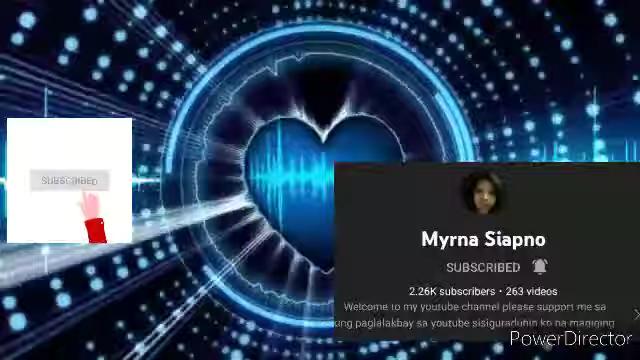 SUBSCRIBED
Myrna Siapno
SUBSCRIBED
2.26K subscribers • 263 videos
Welcome to my youtube channel please support me sa
king paglalakbay sa youtube sisiguraduhin ko na magiging
PowerDirector